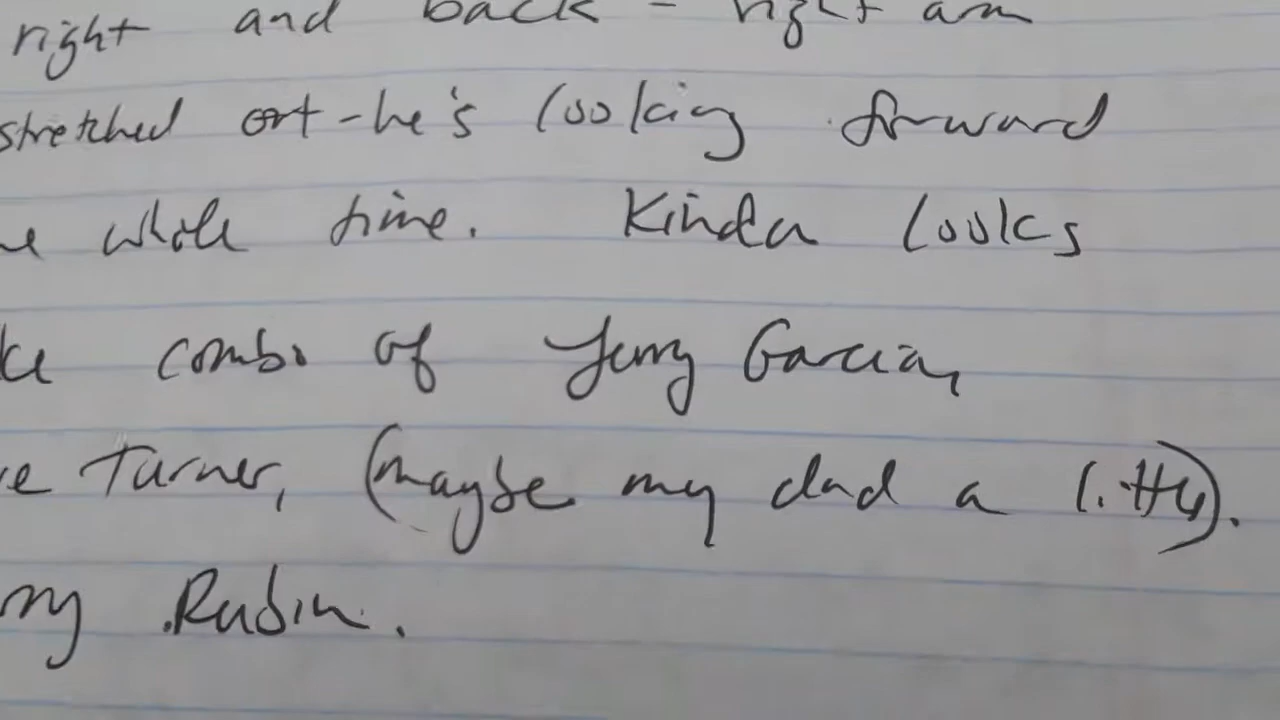 right and back - right arm
stretched out - he's looking forward
whole time. Kinda looks
combo of Jerry Garcia,
Turner, (maybe my dad a little).
Rubin.